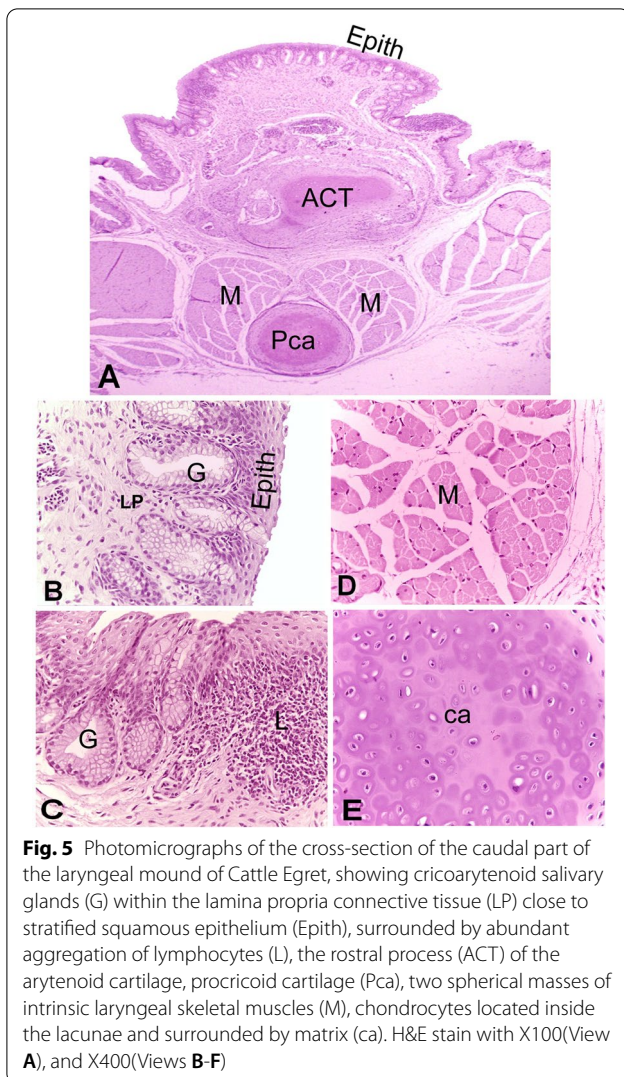 Epith
ACT
M
M
Pca
A
G
Epith
LP
B
M
D
G
L
C
ca
E
Fig. 5 Photomicrographs of the cross-section of the caudal part of
the laryngeal mound of Cattle Egret, showing cricoarytenoid salivary
glands (G) within the lamina propria connective tissue (LP) close to
stratified squamous epithelium (Epith), surrounded by abundant
aggregation of lymphocytes (L), the rostral process (ACT) of the
arytenoid cartilage, procricoid cartilage (Pca), two spherical masses of
intrinsic laryngeal skeletal muscles (M), chondrocytes located inside
the lacunae and surrounded by matrix (ca). H&E stain with X100(View
A), and X400(Views B-F)